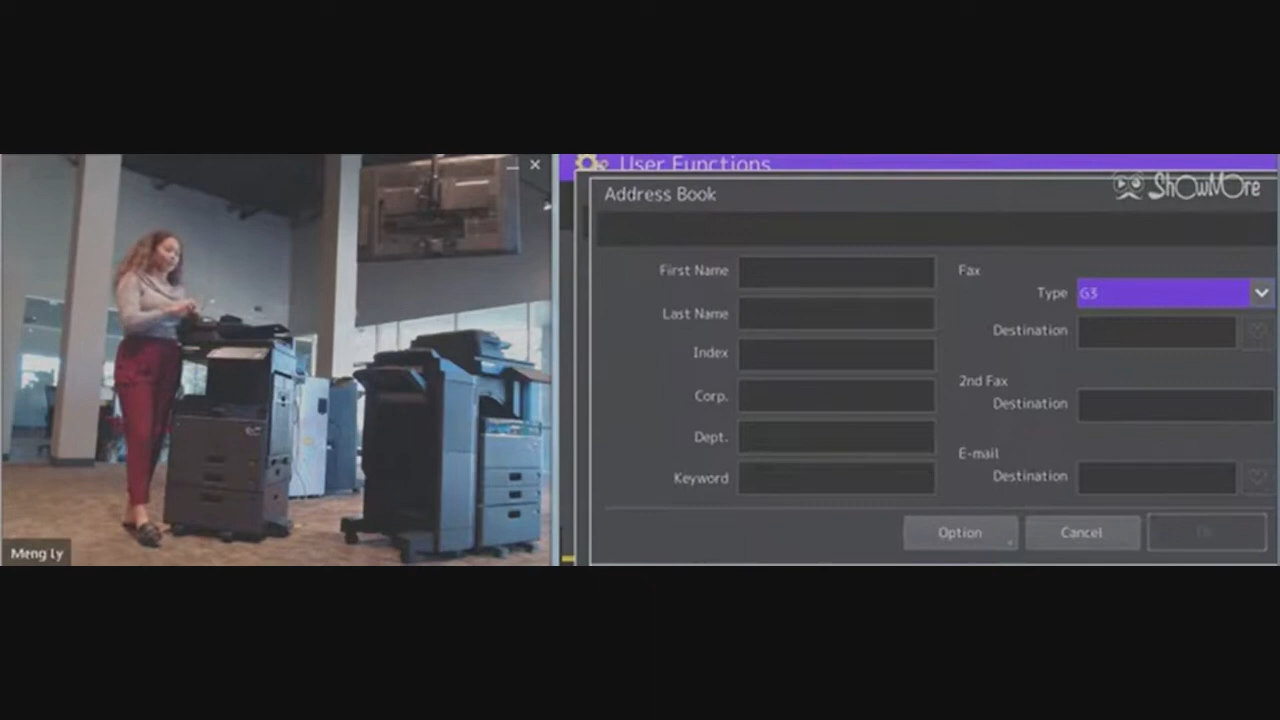 User Functions
Address Book
ShOwMOre
First Name
Last Name
Index
Corp.
Dept.
Keyword
Fax
Type
G3
Destination
2nd Fax
Destination
E-mail
Destination
Option
Cancel
Meng Ly